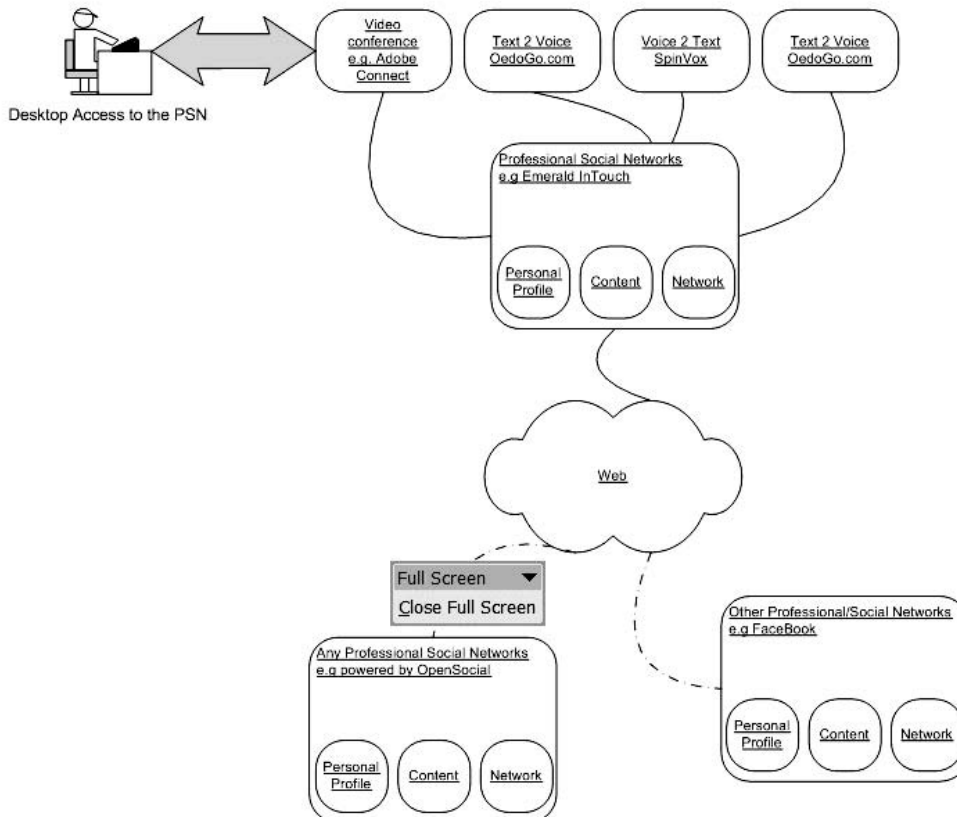 Video
conference
e.g. Adobe
Connect
Text 2 Voice
OedoGo.com
Voice 2 Text
SpinVox
Text 2 Voice
OedoGo.com
Desktop Access to the PSN
Professional Social Networks
e.g Emerald InTouch
Personal
Profile
Content
Network
Web
Full Screen
Close Full Screen
Any Professional Social Networks
e.g powered by OpenSocial
Personal
Profile
Content
Network
Other Professional/Social Networks
e.g FaceBook
Personal
Profile
Content
Network